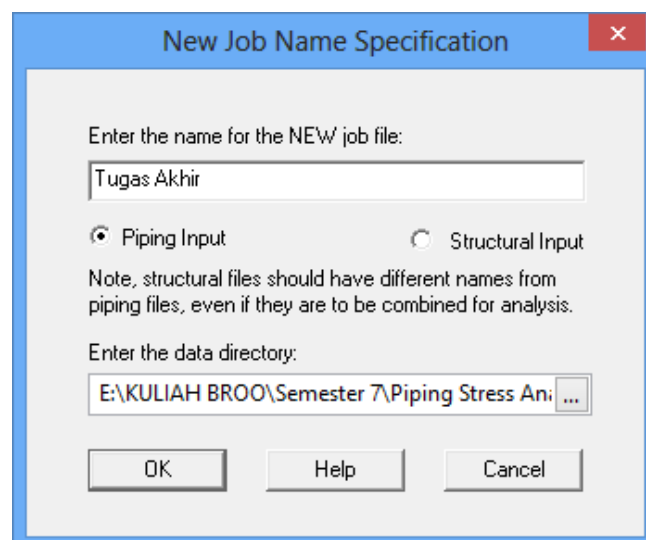 New Job Name Specification
Enter the name for the NEW job file:
Tugas Akhir
Piping Input
Structural Input
Note, structural files should have different names from
piping files, even if they are to be combined for analysis.
Enter the data directory:
E:\KULIAH BROO\Semester 7\Piping Stress Ana ...
OK
Help
Cancel